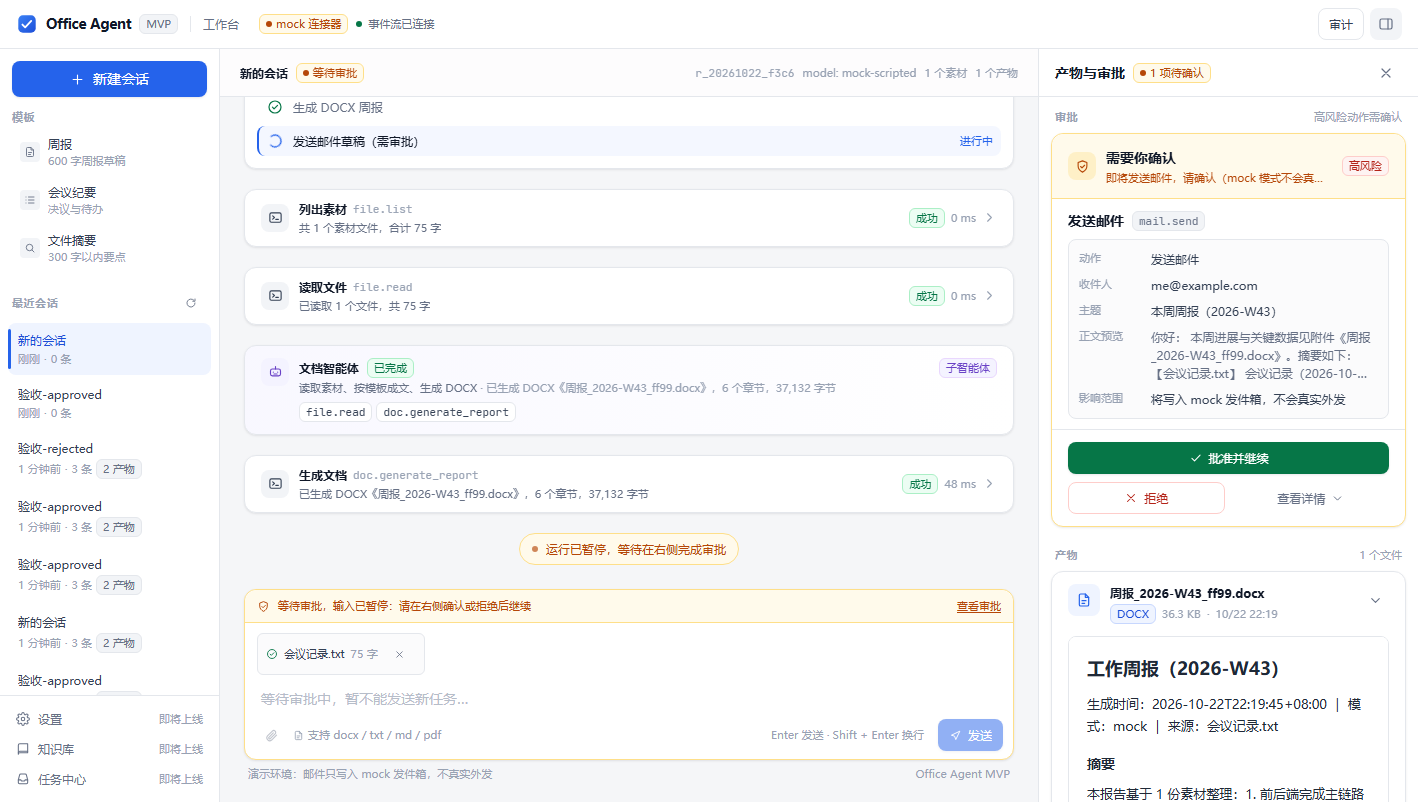 Office Agent MVP 工作台 mock 连接器 事件流已连接 审计
新建会话
模板
周报
600 字周报草稿
会议纪要
决议与待办
文件摘要
300 字以内要点
最近会话
新的会话
刚刚 · 0 条
验收-approved
刚刚 · 0 条
验收-rejected
1 分钟前 · 3 条 2 产物
验收-approved
1 分钟前 · 3 条 2 产物
验收-approved
1 分钟前 · 3 条 2 产物
新的会话
1 分钟前 · 3 条 2 产物
验收-approved
设置 即将上线
知识库 即将上线
任务中心 即将上线
新的会话 等待审批 r_20261022_f3c6 model: mock-scripted 1 个素材 1 个产物
生成 DOCX 周报
发送邮件草稿（需审批） 进行中
列出素材 file.list
共 1 个素材文件，合计 75 字
成功 0 ms
读取文件 file.read
已读取 1 个文件，共 75 字
成功 0 ms
文档智能体 已完成 子智能体
读取素材、按模板成文、生成 DOCX · 已生成 DOCX《周报_2026-W43_ff99.docx》，6 个章节，37,132 字节
file.read doc.generate_report
生成文档 doc.generate_report
已生成 DOCX《周报_2026-W43_ff99.docx》，6 个章节，37,132 字节
成功 48 ms
运行已暂停，等待在右侧完成审批
等待审批，输入已暂停：请在右侧确认或拒绝后继续 查看审批
会议记录.txt 75 字
等待审批中，暂不能发送新任务...
支持 docx / txt / md / pdf Enter 发送 · Shift + Enter 换行 发送
演示环境：邮件只写入 mock 发件箱，不真实外发 Office Agent MVP
产物与审批 1 项待确认
审批 高风险动作需确认
需要你确认
即将发送邮件，请确认（mock 模式不会真...
高风险
发送邮件 mail.send
动作 发送邮件
收件人 me@example.com
主题 本周周报（2026-W43）
正文预览 你好： 本周进展与关键数据见附件《周报
_2026-W43_ff99.docx》。摘要如下：
【会议记录.txt】 会议记录（2026-10-...
影响范围 将写入 mock 发件箱，不会真实外发
批准并继续
拒绝 查看详情
产物 1 个文件
周报_2026-W43_ff99.docx
DOCX 36.3 KB · 10/22 22:19
工作周报（2026-W43）
生成时间：2026-10-22T22:19:45+08:00 ｜ 模
式：mock ｜ 来源：会议记录.txt
摘要
本报告基于 1 份素材整理：1. 前后端完成主链路